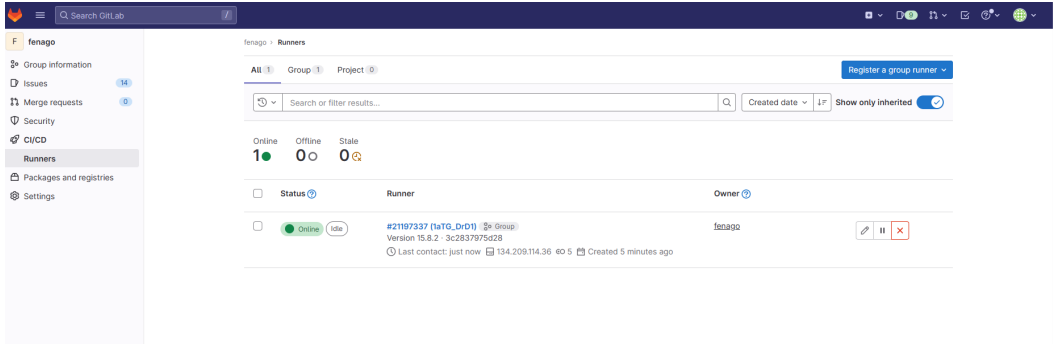 Search GitLab /
9
F fenago
Group information
Issues 14
Merge requests 0
Security
CI/CD
Runners
Packages and registries
Settings
fenago › Runners
All 1 Group 1 Project 0
Register a group runner
Search or filter results...
Created date
Show only inherited
Online Offline Stale
1 0 0
Status Runner Owner
Online Idle
#21197337 (1aTG_DrD1) Group
fenago
Version 15.8.2 · 3c2837975d28
Last contact: just now 134.209.114.36 5 Created 5 minutes ago